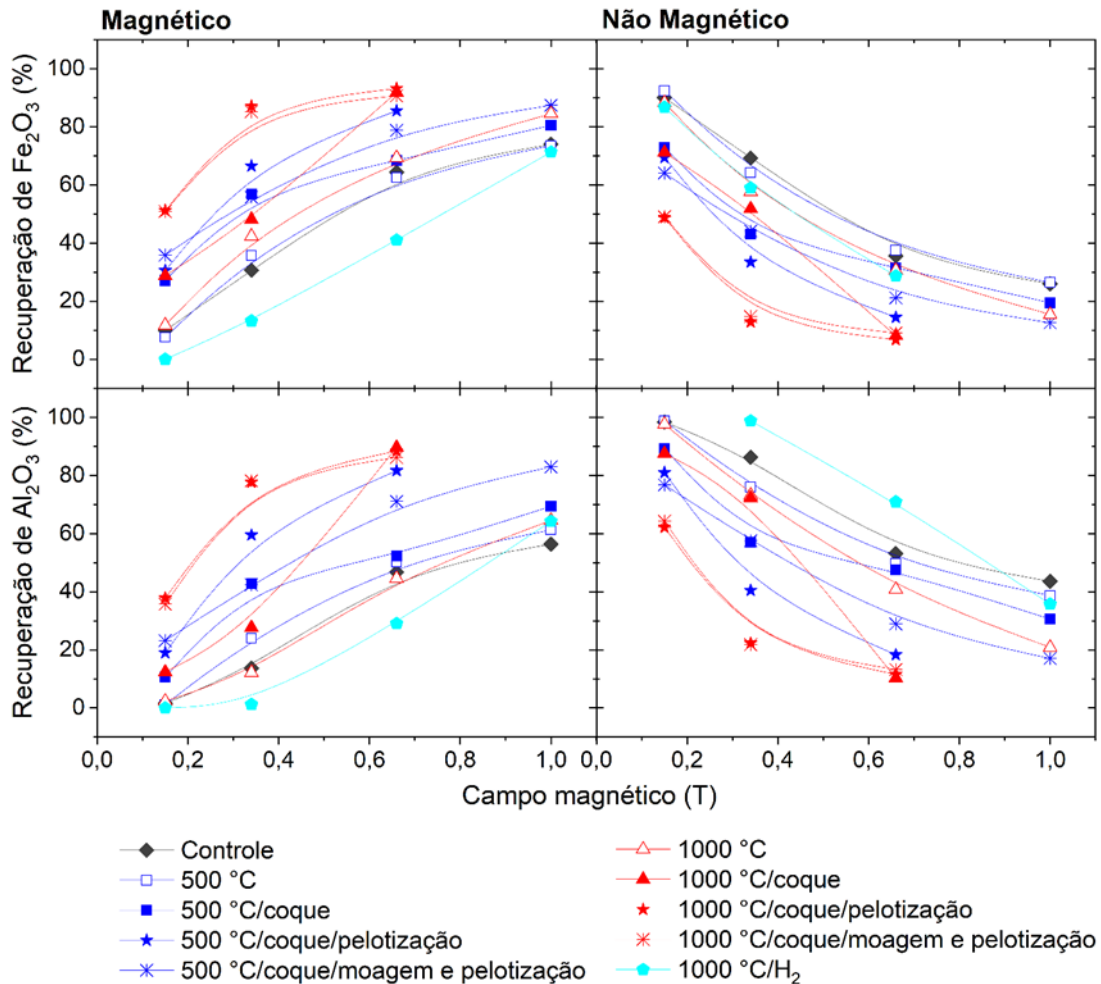 Magnético
Não Magnético
Recuperação de Fe₂O₃ (%)
100
80
60
40
20
0
Recuperação de Al₂O₃ (%)
100
80
60
40
20
0
0,0 0,2 0,4 0,6 0,8 1,0 0,0 0,2 0,4 0,6 0,8 1,0
Campo magnético (T)
Controle
500 °C
500 °C/coque
500 °C/coque/pelotização
500 °C/coque/moagem e pelotização
1000 °C
1000 °C/coque
1000 °C/coque/pelotização
1000 °C/coque/moagem e pelotização
1000 °C/H₂